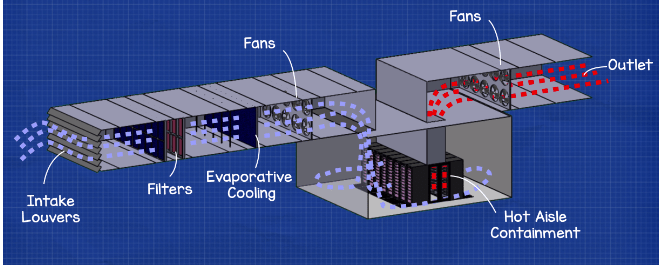 Fans
Fans
Outlet
Intake
Louvers
Filters
Evaporative
Cooling
Hot Aisle
Containment